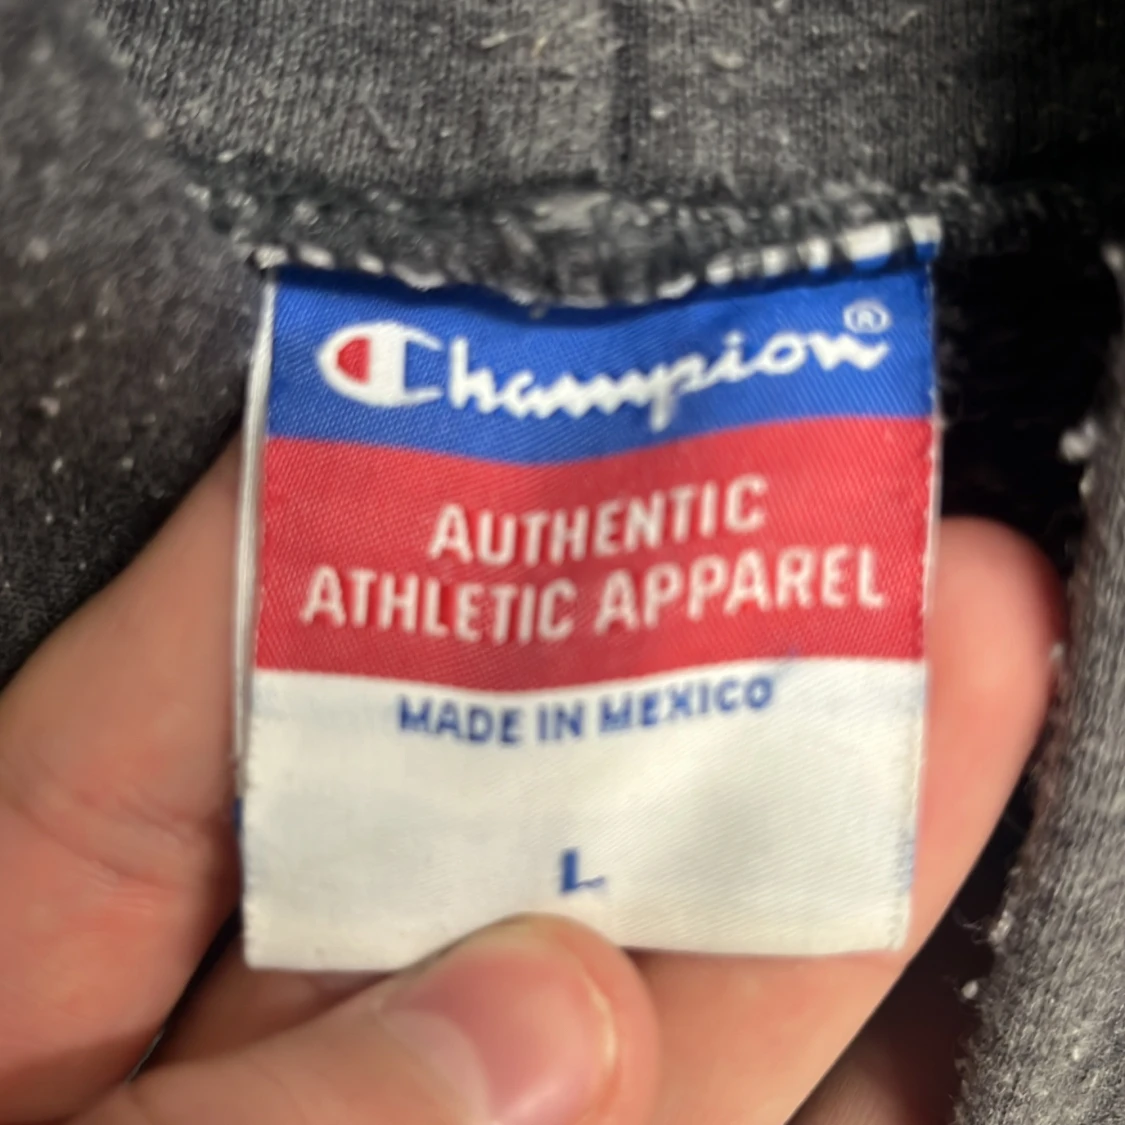 Champion®
AUTHENTIC
ATHLETIC APPAREL
MADE IN MEXICO
L